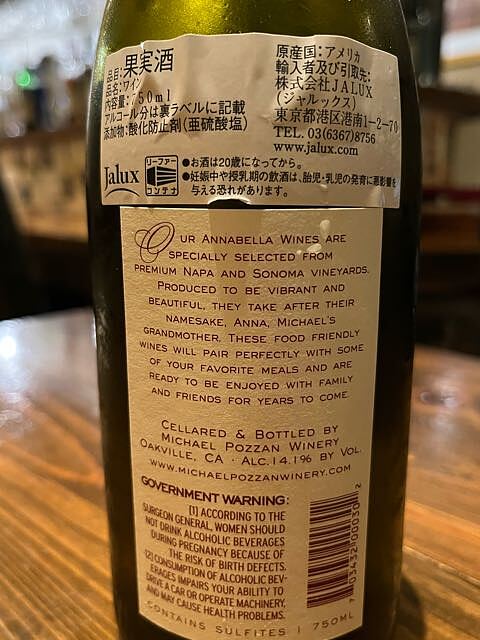 品目:果実酒
品名:ワイン
内容量:750ml
アルコール分は裏ラベルに記載
添加物:酸化防止剤(亜硫酸塩)
原産国:アメリカ
輸入者及び引取先:
株式会社JALUX
(ジャルックス)
東京都港区港南1-2-70
TEL. 03(6367)8756
www.jalux.com
Jalux
リーファー
コンテナ
●お酒は20歳になってから。
●妊娠中や授乳期の飲酒は、胎児・乳児の発育に悪影響を
与える恐れがあります。
OUR ANNABELLA WINES ARE
SPECIALLY SELECTED FROM
PREMIUM NAPA AND SONOMA VINEYARDS.
PRODUCED TO BE VIBRANT AND
BEAUTIFUL, THEY TAKE AFTER THEIR
NAMESAKE, ANNA, MICHAEL'S
GRANDMOTHER. THESE FOOD FRIENDLY
WINES WILL PAIR PERFECTLY WITH SOME
OF YOUR FAVORITE MEALS AND ARE
READY TO BE ENJOYED WITH FAMILY
AND FRIENDS FOR YEARS TO COME.
CELLARED & BOTTLED BY
MICHAEL POZZAN WINERY
OAKVILLE, CA · ALC.14.1% BY VOL.
WWW.MICHAELPOZZANWINERY.COM
GOVERNMENT WARNING:
[1] ACCORDING TO THE
SURGEON GENERAL, WOMEN SHOULD
NOT DRINK ALCOHOLIC BEVERAGES
DURING PREGNANCY BECAUSE OF
THE RISK OF BIRTH DEFECTS.
[2] CONSUMPTION OF ALCOHOLIC BEV-
ERAGES IMPAIRS YOUR ABILITY TO
DRIVE A CAR OR OPERATE MACHINERY,
AND MAY CAUSE HEALTH PROBLEMS.
CONTAINS SULFITES | 750ML
7 03432 00030 2